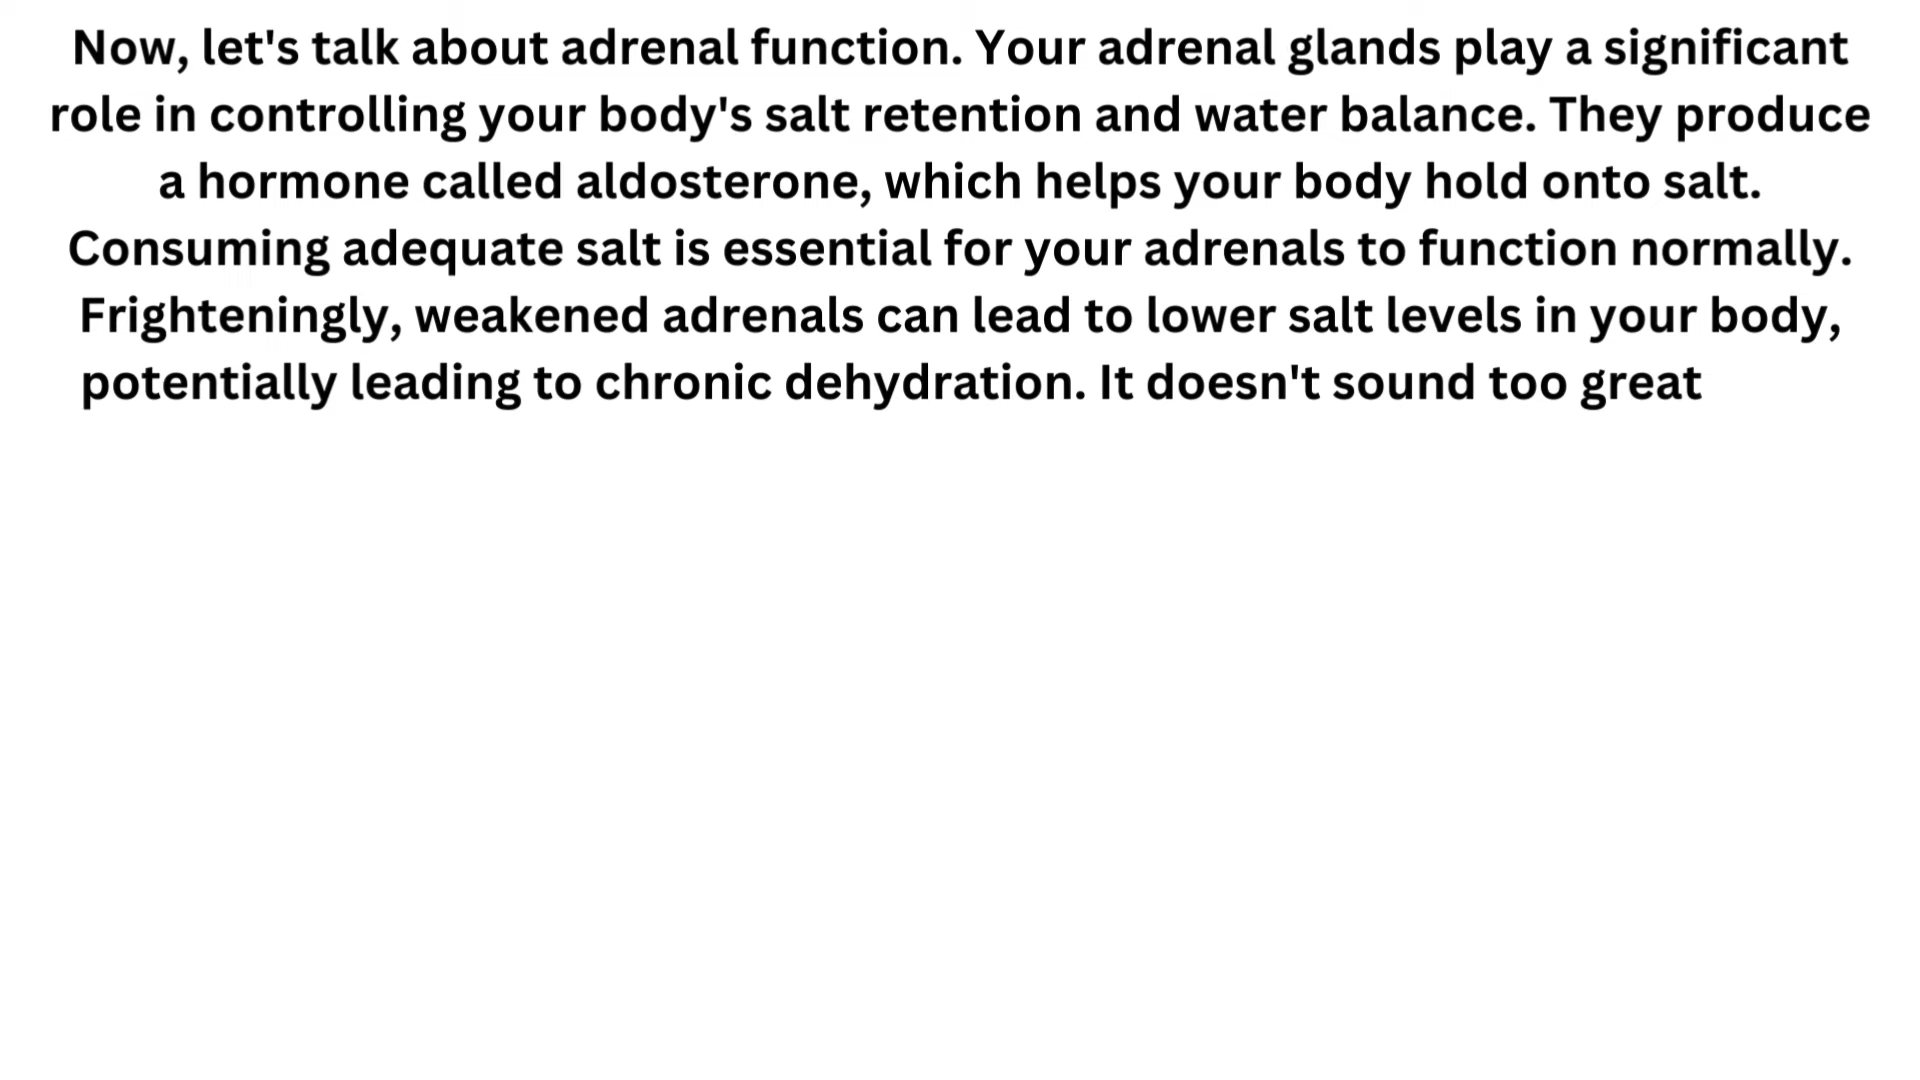 Now, let's talk about adrenal function. Your adrenal glands play a significant
role in controlling your body's salt retention and water balance. They produce
a hormone called aldosterone, which helps your body hold onto salt.
Consuming adequate salt is essential for your adrenals to function normally.
Frighteningly, weakened adrenals can lead to lower salt levels in your body,
potentially leading to chronic dehydration. It doesn't sound too great